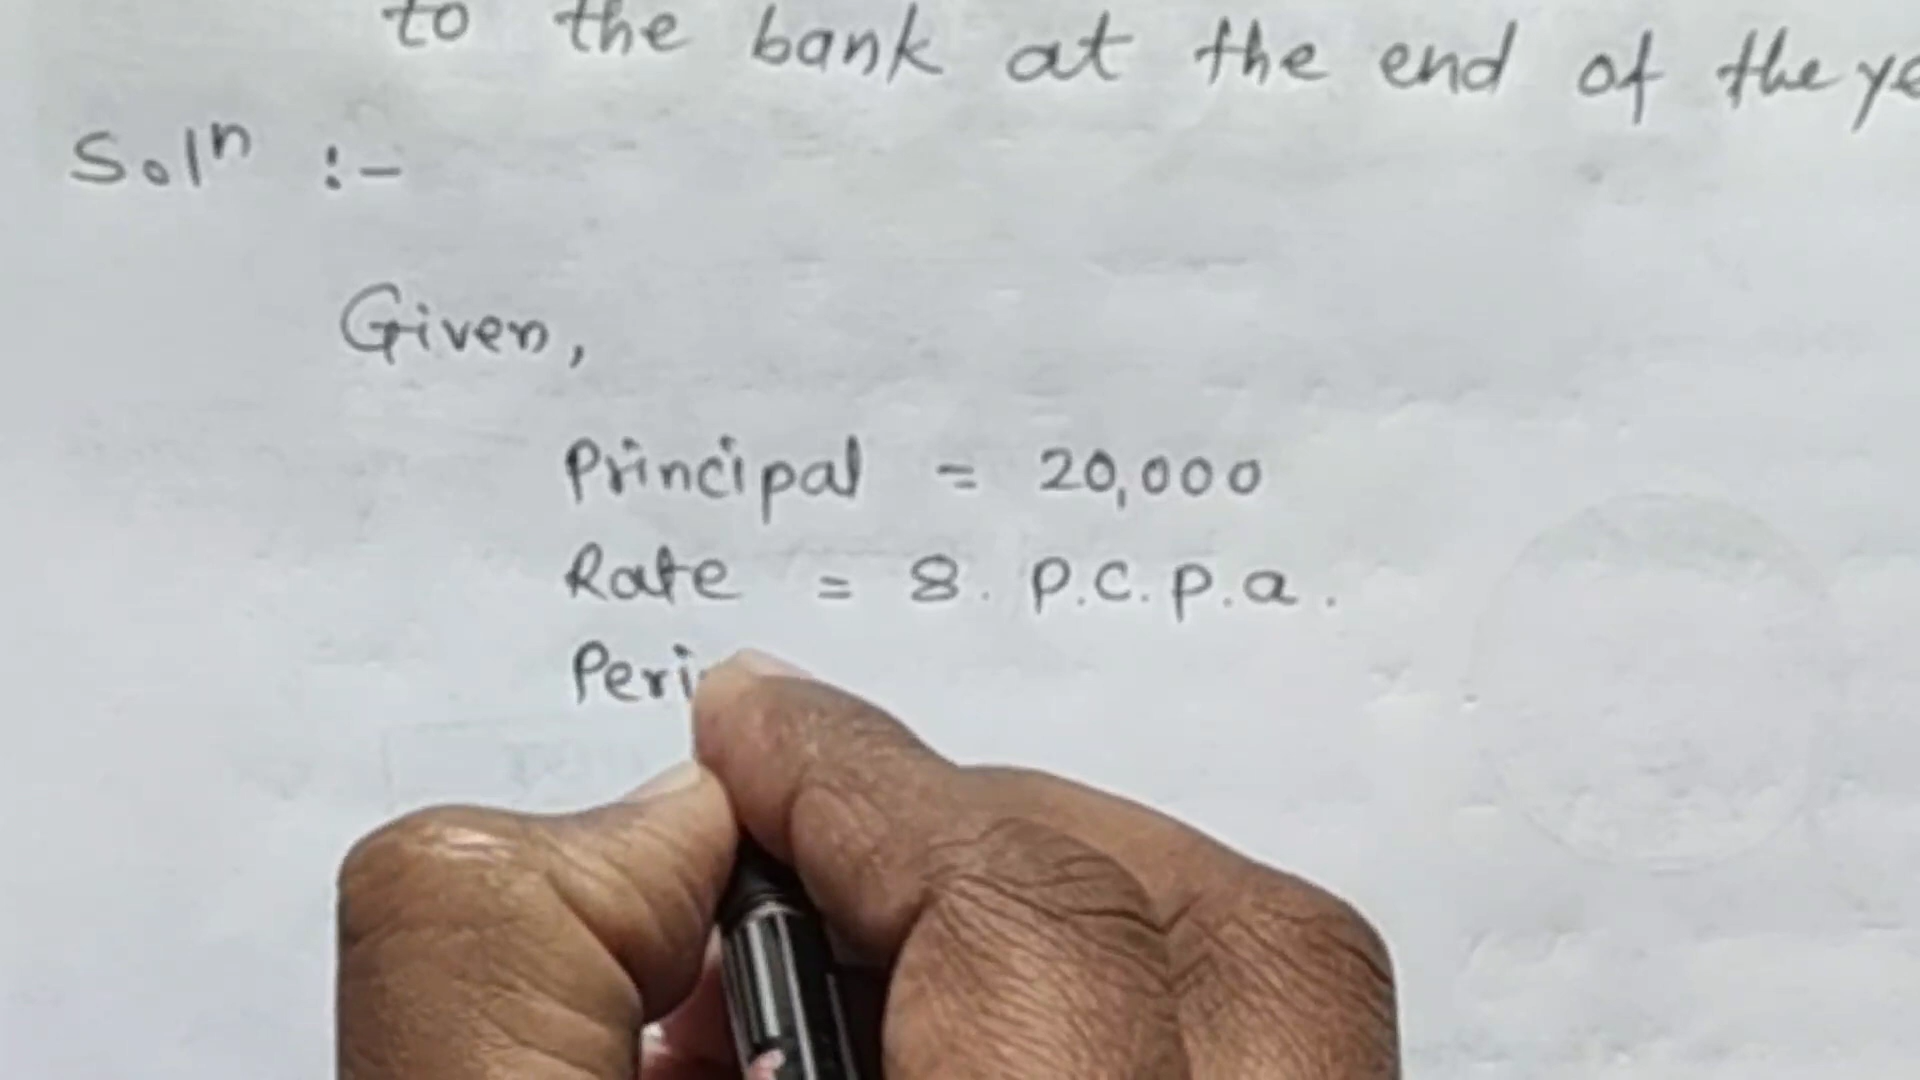 to the bank at the end of the
Solⁿ :-
Given,
Principal = 20,000
Rate = 8. P.C.P.a.
Peri